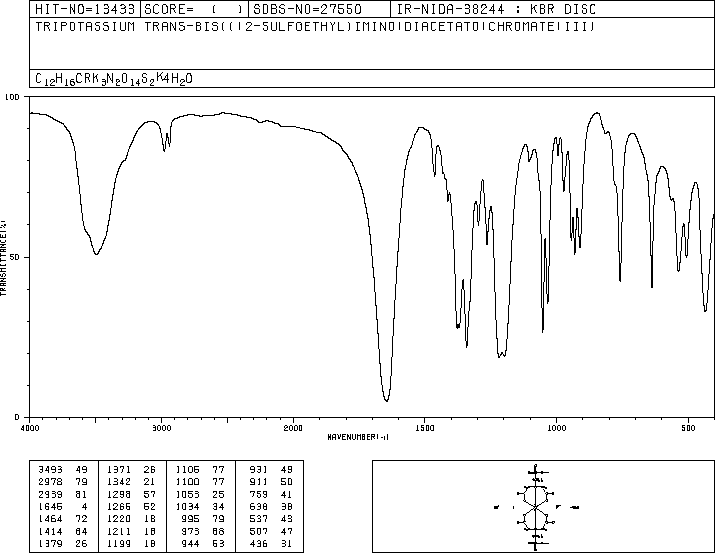 HIT-NO=13433 SCORE= ( ) SDBS-NO=27550 IR-NIDA-38244 : KBR DISC
TRIPOTASSIUM TRANS-BIS(((2-SULFOETHYL)IMINO)DIACETATO)CHROMATE(III)
C12H16CRK3N2O14S2K4H2O
100
50
0
TRANSMITTANCE(%)
4000 3000 2000 1500 1000 500
WAVENUMBER(-1)
3493 49 1371 26 1106 77 931 49
2978 79 1342 21 1100 77 911 50
2939 81 1298 57 1053 25 759 41
1645 4 1265 52 1034 34 638 38
1464 72 1220 18 995 79 537 43
1414 64 1211 18 973 68 507 47
1379 26 1199 18 944 53 436 31